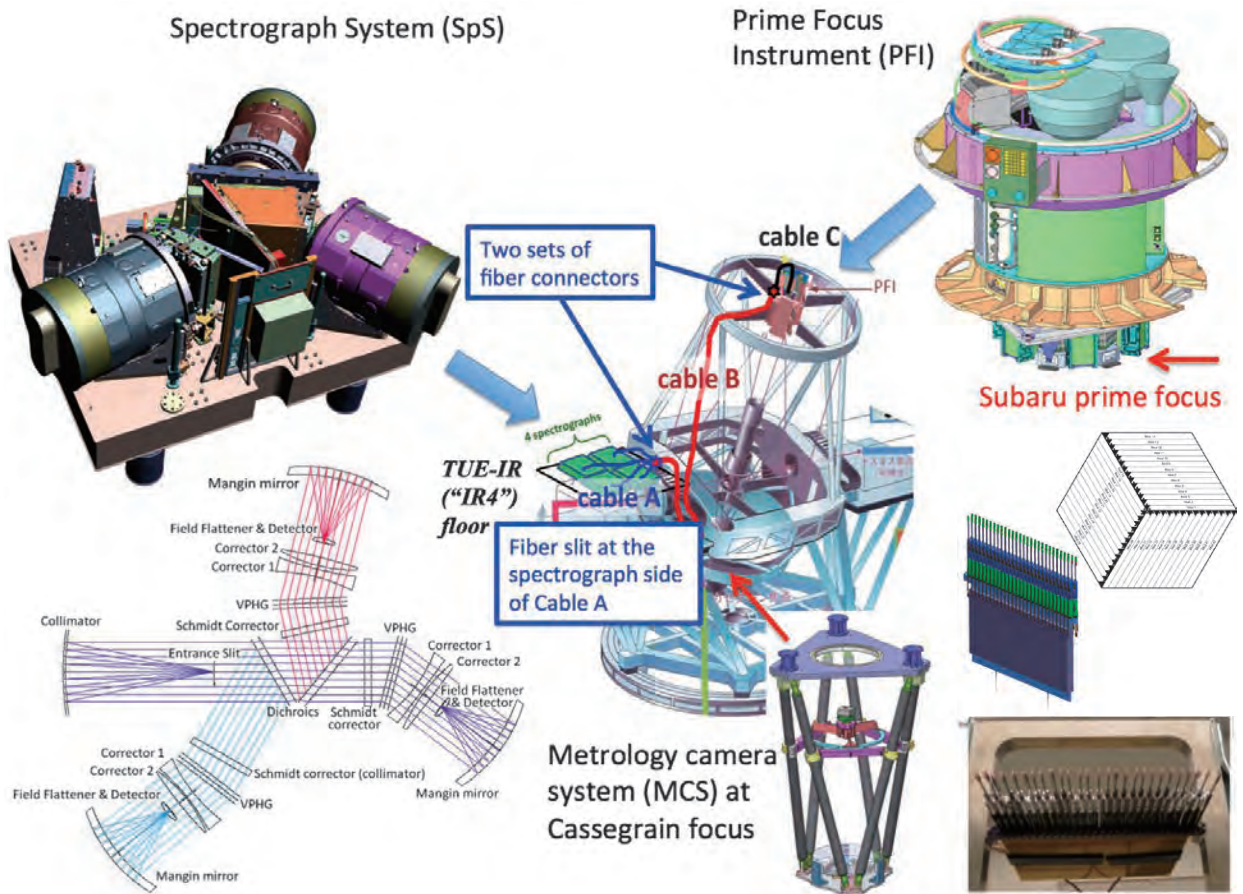 Spectrograph System (SpS)
Prime Focus
Instrument (PFI)
Two sets of
fiber connectors
cable C
PFI
cable B
Subaru prime focus
4 spectrographs
TUE-IR
("IR4")
floor
cable A
Fiber slit at the
spectrograph side
of Cable A
Mangin mirror
Field Flattener & Detector
Corrector 2
Corrector 1
VPHG
Schmidt Corrector
Collimator
Entrance Slit
VPHG
Corrector 1
Corrector 2
Field Flattener
& Detector
Dichroics
Schmidt
corrector
Mangin mirror
Corrector 1
Corrector 2
Schmidt corrector (collimator)
VPHG
Field Flattener & Detector
Mangin mirror
Metrology camera
system (MCS) at
Cassegrain focus